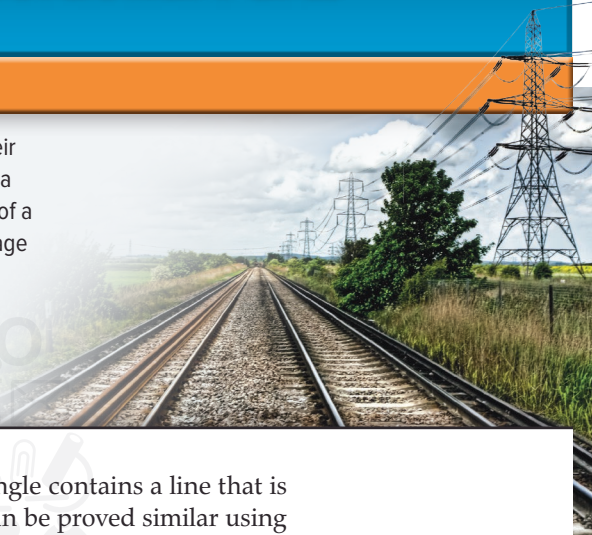 eir
a
of a
nge
ngle contains a line that is
n be proved similar using